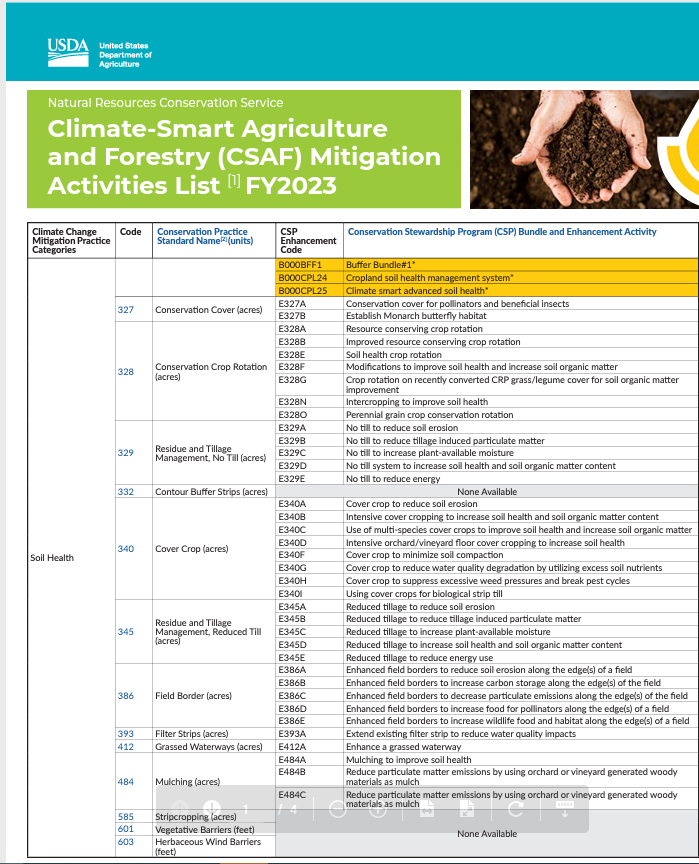 USDA
United States
Department of
Agriculture
Natural Resources Conservation Service
Climate-Smart Agriculture
and Forestry (CSAF) Mitigation
Activities List [1] FY2023
Climate Change
Mitigation Practice
Categories
Code
Conservation Practice
Standard Name[2] (units)
CSP
Enhancement
Code
Conservation Stewardship Program (CSP) Bundle and Enhancement Activity
Soil Health
B000BFF1 Buffer Bundle#1*
B000CPL24 Cropland soil health management system*
B000CPL25 Climate smart advanced soil health*
327 Conservation Cover (acres)
E327A Conservation cover for pollinators and beneficial insects
E327B Establish Monarch butterfly habitat
328 Conservation Crop Rotation
(acres)
E328A Resource conserving crop rotation
E328B Improved resource conserving crop rotation
E328E Soil health crop rotation
E328F Modifications to improve soil health and increase soil organic matter
E328G Crop rotation on recently converted CRP grass/legume cover for soil organic matter
improvement
E328N Intercropping to improve soil health
E328O Perennial grain crop conservation rotation
329 Residue and Tillage
Management, No Till (acres)
E329A No till to reduce soil erosion
E329B No till to reduce tillage induced particulate matter
E329C No till to increase plant-available moisture
E329D No till system to increase soil health and soil organic matter content
E329E No till to reduce energy
332 Contour Buffer Strips (acres) None Available
340 Cover Crop (acres)
E340A Cover crop to reduce soil erosion
E340B Intensive cover cropping to increase soil health and soil organic matter content
E340C Use of multi-species cover crops to improve soil health and increase soil organic matter
E340D Intensive orchard/vineyard floor cover cropping to increase soil health
E340F Cover crop to minimize soil compaction
E340G Cover crop to reduce water quality degradation by utilizing excess soil nutrients
E340H Cover crop to suppress excessive weed pressures and break pest cycles
E340I Using cover crops for biological strip till
345 Residue and Tillage
Management, Reduced Till
(acres)
E345A Reduced tillage to reduce soil erosion
E345B Reduced tillage to reduce tillage induced particulate matter
E345C Reduced tillage to increase plant-available moisture
E345D Reduced tillage to increase soil health and soil organic matter content
E345E Reduced tillage to reduce energy use
386 Field Border (acres)
E386A Enhanced field borders to reduce soil erosion along the edge(s) of a field
E386B Enhanced field borders to increase carbon storage along the edge(s) of the field
E386C Enhanced field borders to decrease particulate emissions along the edge(s) of the field
E386D Enhanced field borders to increase food for pollinators along the edge(s) of a field
E386E Enhanced field borders to increase wildlife food and habitat along the edge(s) of a field
393 Filter Strips (acres) E393A Extend existing filter strip to reduce water quality impacts
412 Grassed Waterways (acres) E412A Enhance a grassed waterway
484 Mulching (acres)
E484A Mulching to improve soil health
E484B Reduce particulate matter emissions by using orchard or vineyard generated woody
materials as mulch
E484C Reduce particulate matter emissions by using orchard or vineyard generated woody
materials as mulch
1 / 4
585 Stripcropping (acres)
601 Vegetative Barriers (feet)
603 Herbaceous Wind Barriers
(feet)
None Available